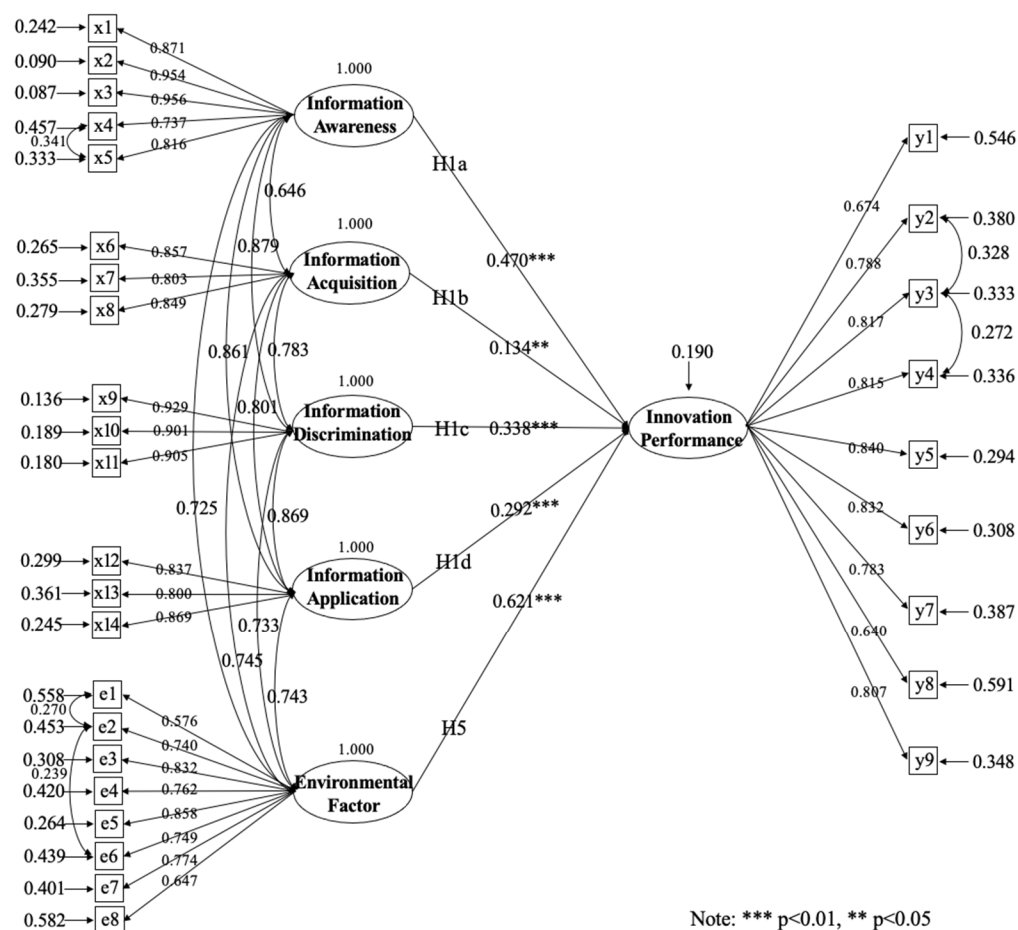 0.242 x1
0.871
0.090 x2
0.954
0.087 x3
0.956
0.457 x4
0.737
0.341
0.333 x5
0.816
1.000
Information
Awareness
H1a
0.646
0.470***
0.265 x6
0.857
0.355 x7
0.803
0.279 x8
0.849
1.000
Information
Acquisition
H1b
0.879
0.861
0.783
0.134**
0.136 x9
0.929
0.189 x10
0.901
0.180 x11
0.905
1.000
Information
Discrimination
H1c
0.338***
0.801
0.725
0.869
0.299 x12
0.837
0.361 x13
0.800
0.245 x14
0.869
1.000
Information
Application
H1d
0.292***
0.733
0.745
0.743
0.558 e1
0.576
0.270
0.453 e2
0.740
0.308 e3
0.832
0.239
0.420 e4
0.762
0.264 e5
0.858
0.439 e6
0.749
0.401 e7
0.774
0.582 e8
0.647
1.000
Environmental
Factor
H5
0.621***
0.190
Innovation
Performance
0.674
y1 0.546
0.788
y2 0.380
0.328
0.817
y3 0.333
0.272
0.815
y4 0.336
0.840
y5 0.294
0.832
y6 0.308
0.783
y7 0.387
0.640
y8 0.591
0.807
y9 0.348
Note: *** p<0.01, ** p<0.05